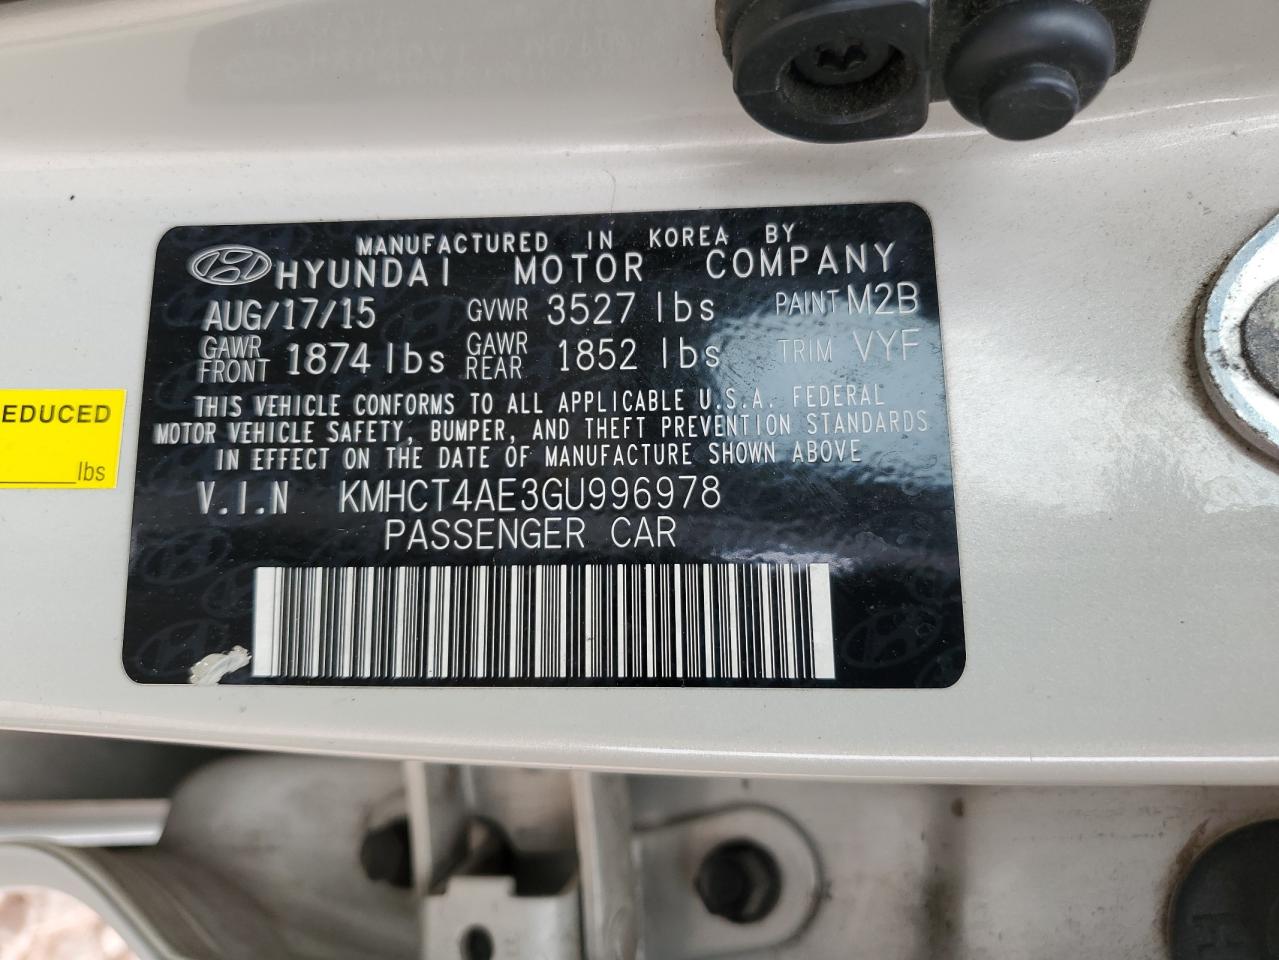 MANUFACTURED IN KOREA BY
HYUNDAI MOTOR COMPANY
AUG/17/15 GVWR 3527 lbs PAINT M2B
GAWR FRONT 1874 lbs GAWR REAR 1852 lbs TRIM VYF
THIS VEHICLE CONFORMS TO ALL APPLICABLE U.S.A. FEDERAL
MOTOR VEHICLE SAFETY, BUMPER, AND THEFT PREVENTION STANDARDS
IN EFFECT ON THE DATE OF MANUFACTURE SHOWN ABOVE
V.I.N KMHCT4AE3GU996978
PASSENGER CAR
EDUCED
lbs